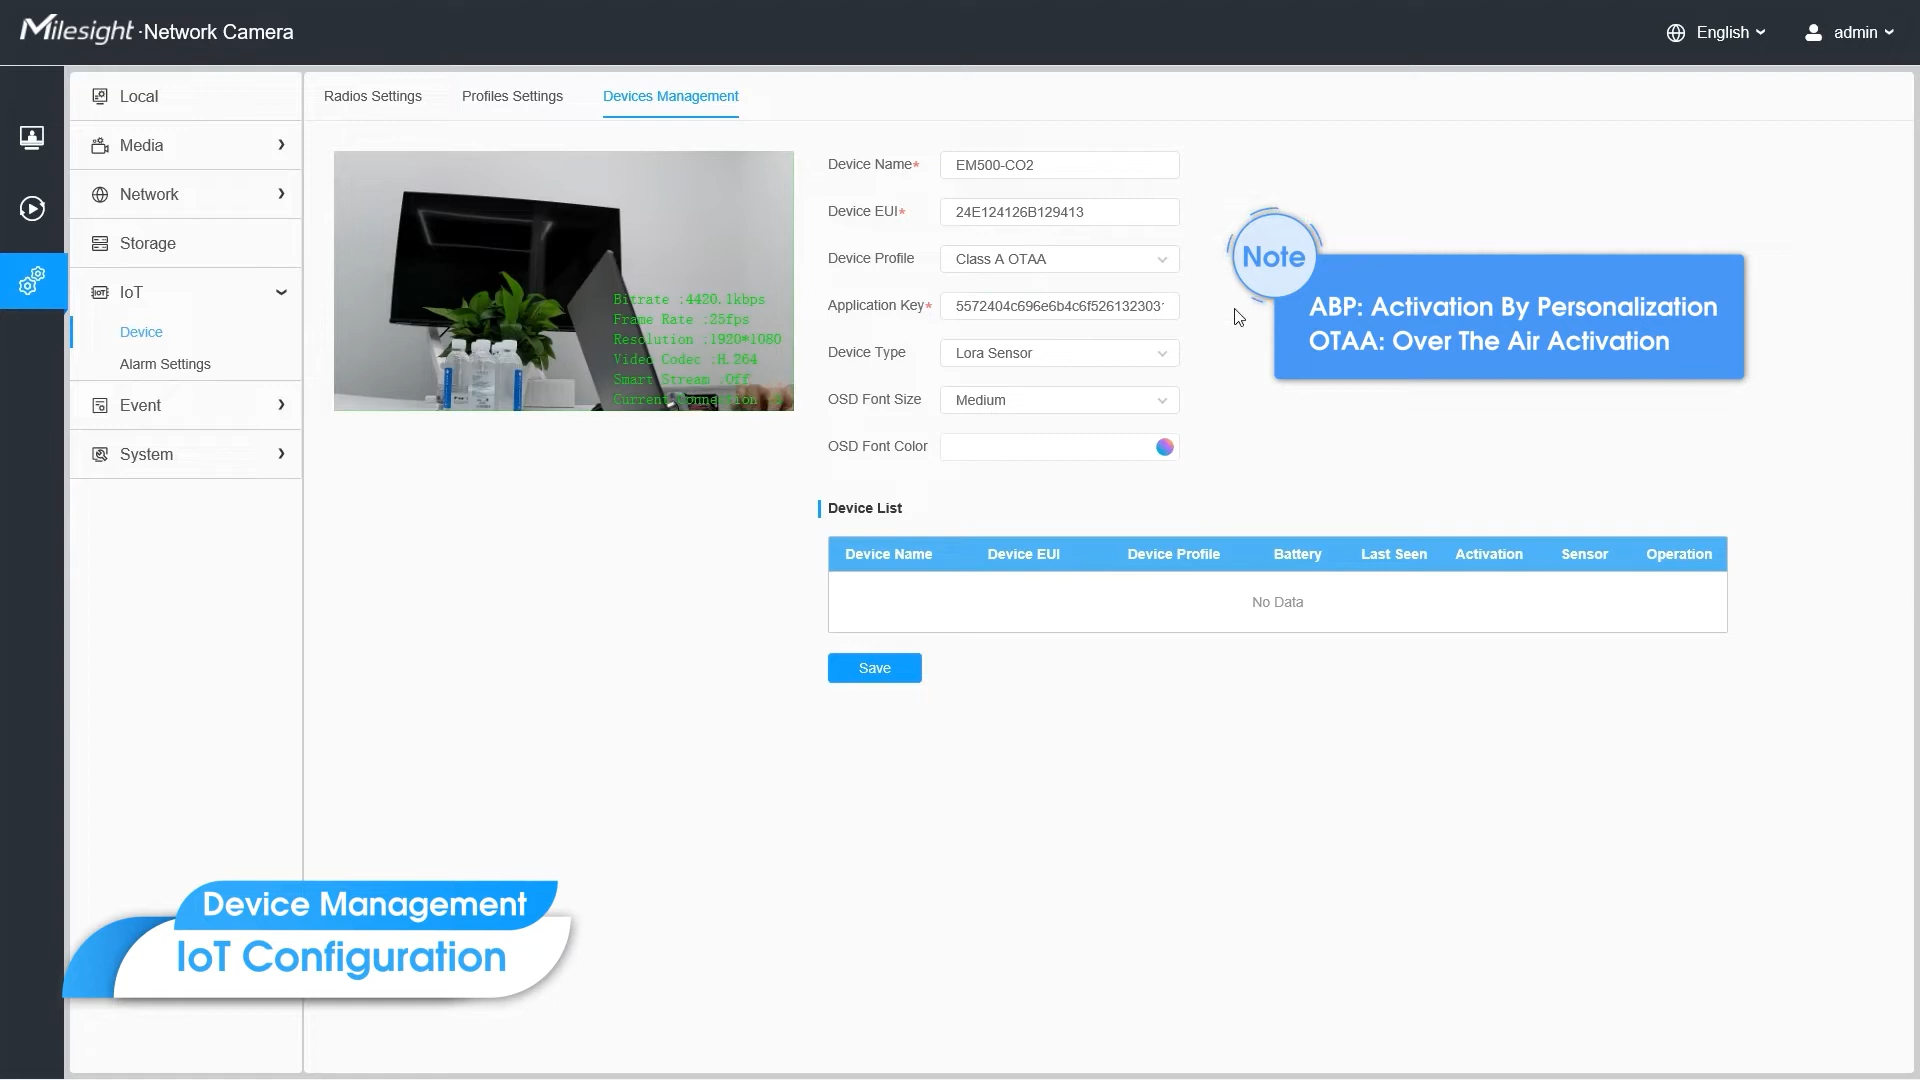 Milesight · Network Camera
English
admin
Local
Media
Network
Storage
IoT
Device
Alarm Settings
Event
System
Radios Settings
Profiles Settings
Devices Management
Bitrate :4420.1kbps
Frame Rate :25fps
Resolution :1920*1080
Video Codec :H.264
Smart Stream :Off
Current Connection :
Device Name* EM500-CO2
Device EUI* 24E124126B129413
Device Profile Class A OTAA
Application Key* 5572404c696e6b4c6f526132303
Device Type Lora Sensor
OSD Font Size Medium
OSD Font Color
Note
ABP: Activation By Personalization
OTAA: Over The Air Activation
Device List
Device Name Device EUI Device Profile Battery Last Seen Activation Sensor Operation
No Data
Save
Device Management
IoT Configuration